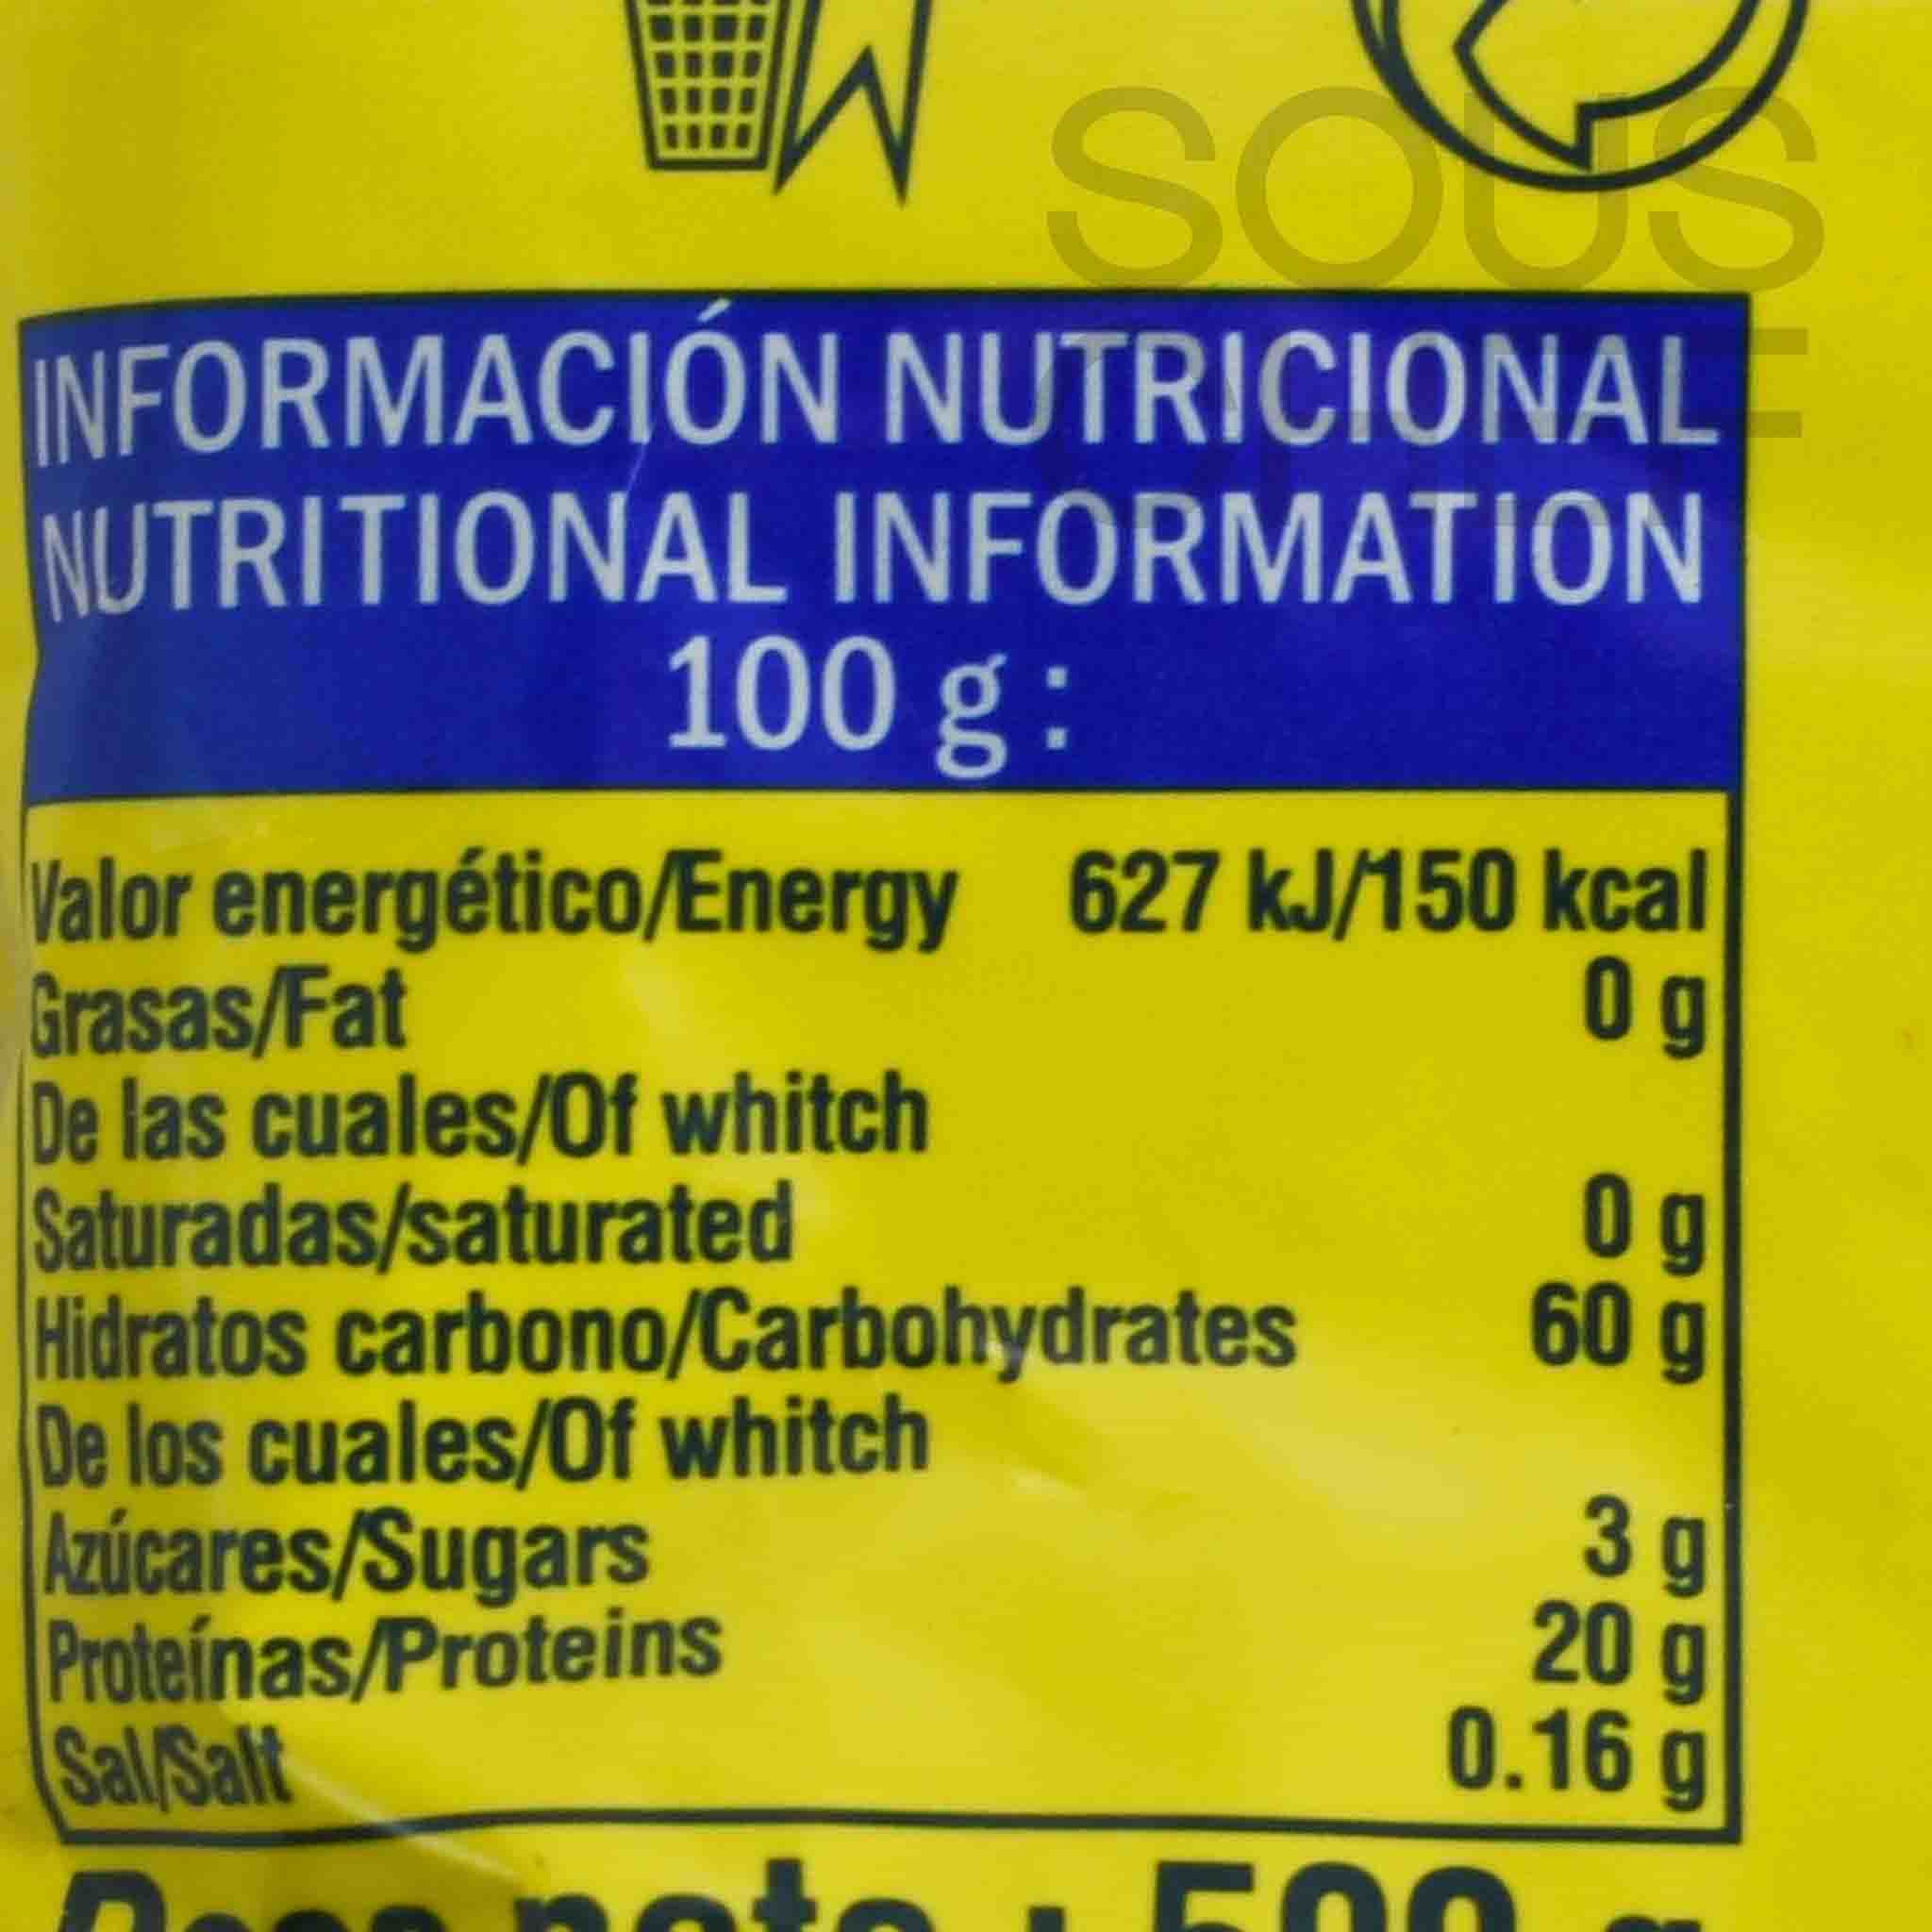 SOUS
INFORMACIÓN NUTRICIONAL
NUTRITIONAL INFORMATION
100 g :
Valor energético/Energy 627 kJ/150 kcal
Grasas/Fat 0 g
De las cuales/Of whitch
Saturadas/saturated 0 g
Hidratos carbono/Carbohydrates 60 g
De los cuales/Of whitch
Azúcares/Sugars 3 g
Proteínas/Proteins 20 g
Sal/Salt 0.16 g